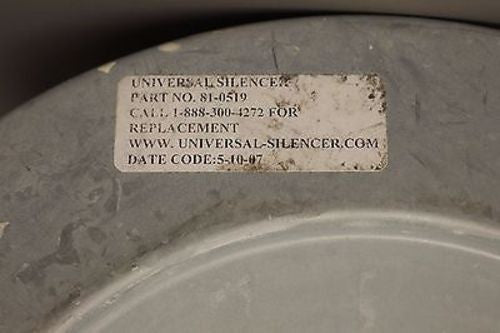 UNIVERSAL SILENCER
PART NO. 81-0519
CALL 1-888-300-4272 FOR
REPLACEMENT
WWW. UNIVERSAL-SILENCER.COM
DATE CODE:5-10-07